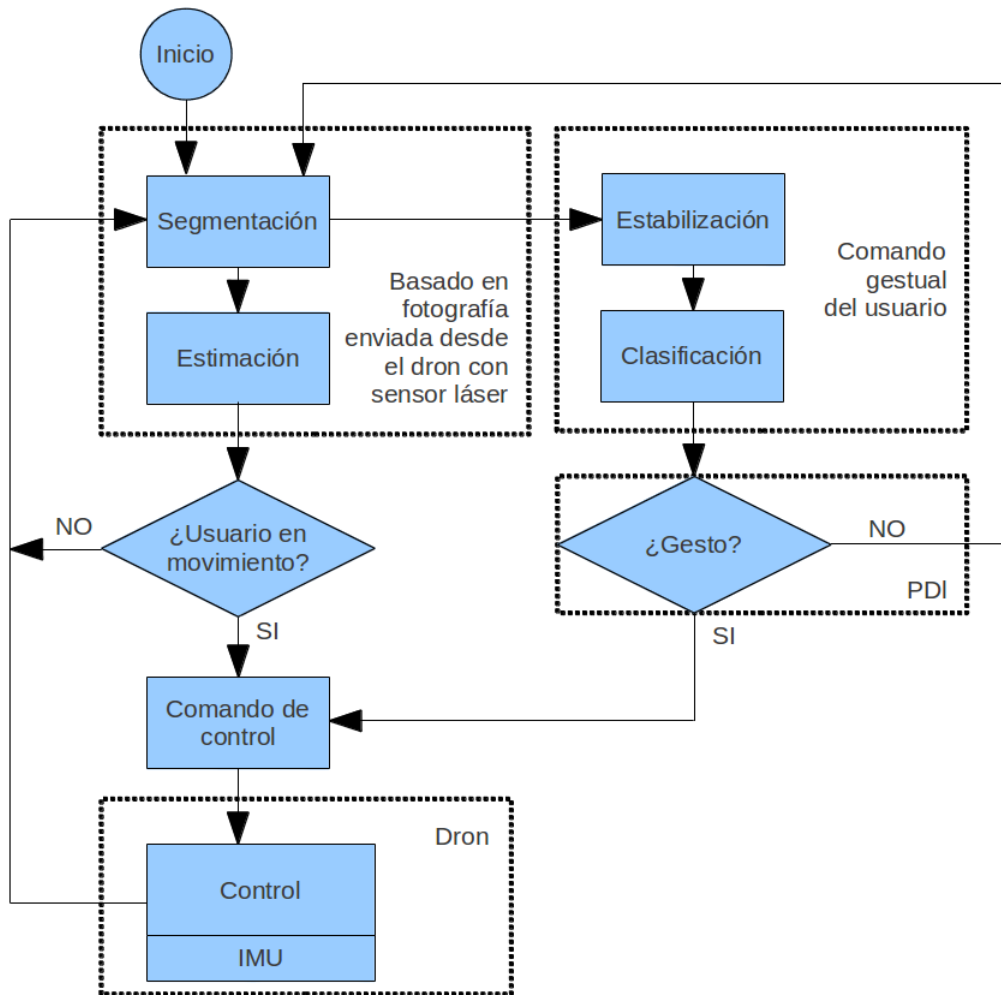 Inicio
Segmentación
Estimación
Basado en
fotografía
enviada desde
el dron con
sensor láser
Estabilización
Clasificación
Comando
gestual
del usuario
¿Usuario en
movimiento?
NO
SI
¿Gesto?
NO
PDl
SI
Comando de
control
Dron
Control
IMU